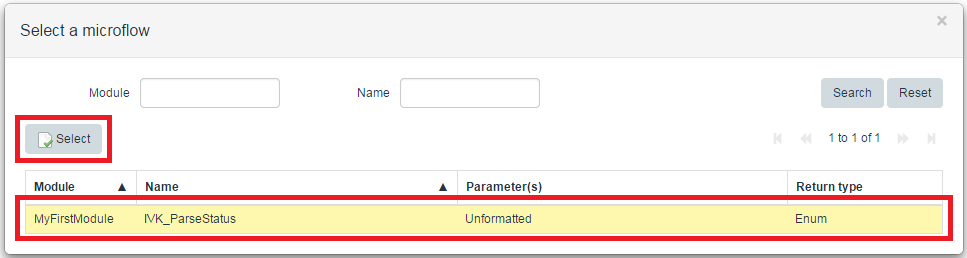 Select a microflow ×
Module Name Search Reset
Select 1 to 1 of 1
Module ▲ Name ▲ Parameter(s) Return type
MyFirstModule IVK_ParseStatus Unformatted Enum